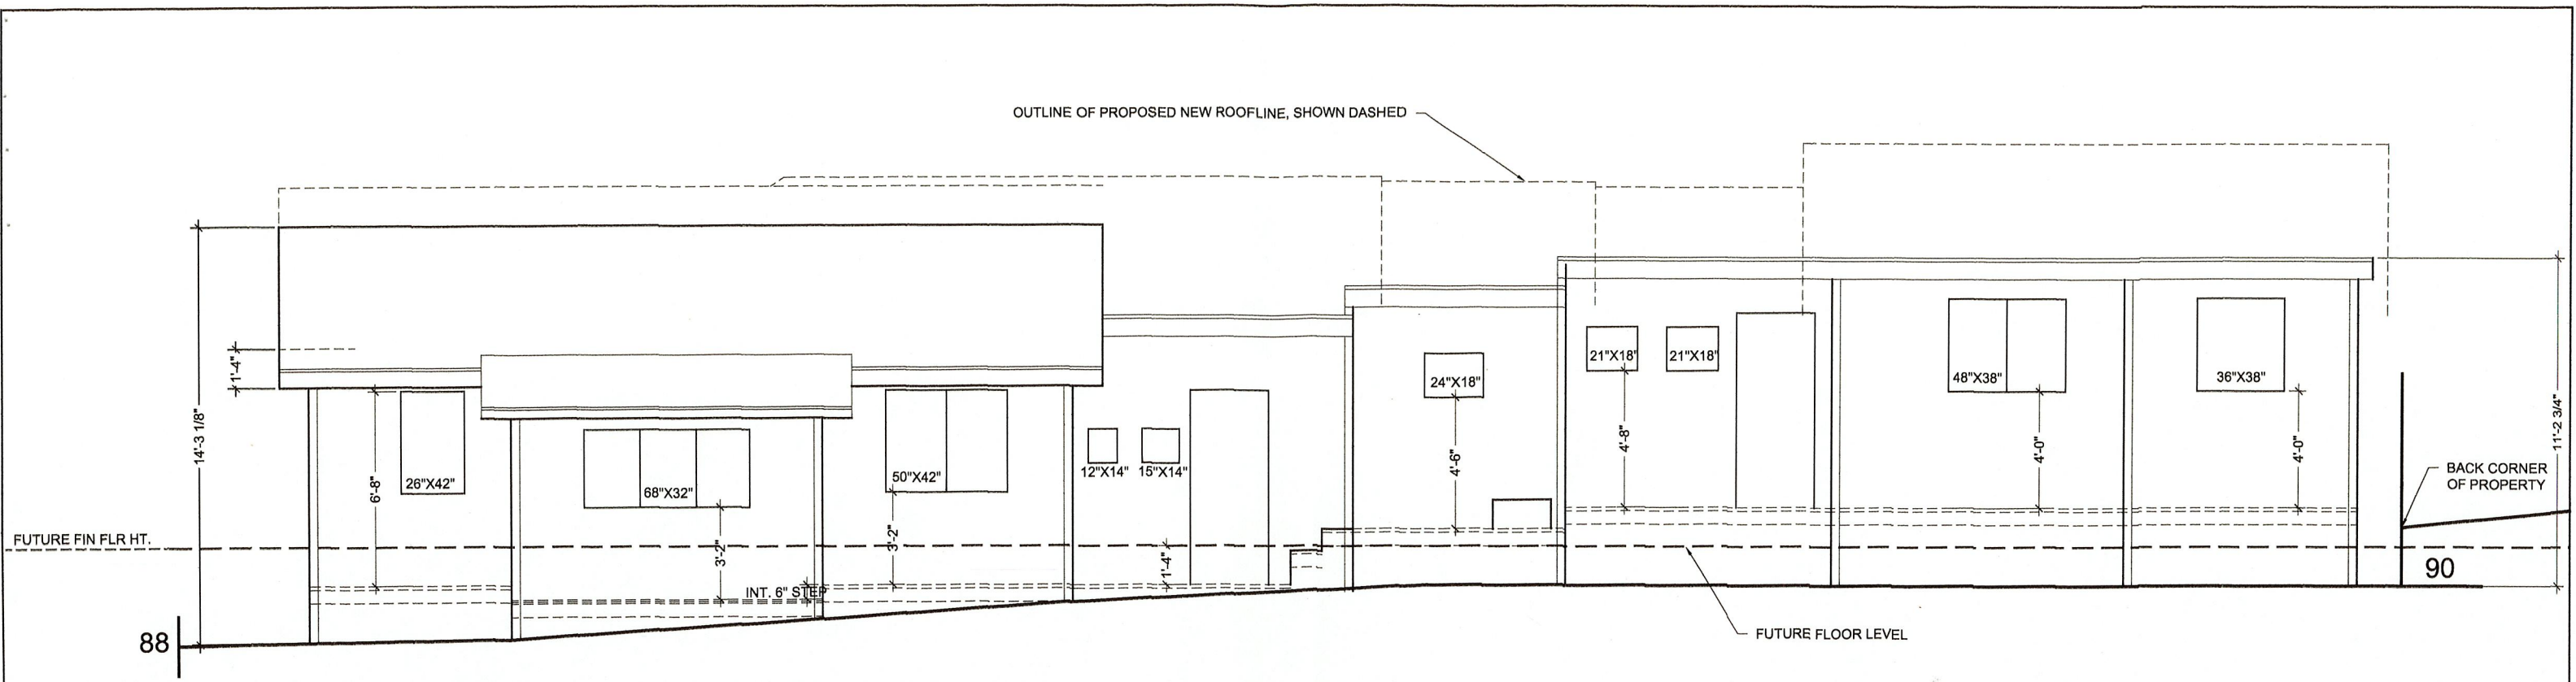 OUTLINE OF PROPOSED NEW ROOFLINE, SHOWN DASHED
14'-3 1/8"
1'-4"
6'-8"
26"X42"
68"X32"
3'-2"
INT. 6" STEP
50"X42"
3'-2"
12"X14"
15"X14"
1'-4"
24"X18"
4'-6"
21"X18"
21"X18"
4'-8"
48"X38"
4'-0"
36"X38"
4'-0"
11'-2 3/4"
BACK CORNER
OF PROPERTY
FUTURE FIN FLR HT.
90
88
FUTURE FLOOR LEVEL